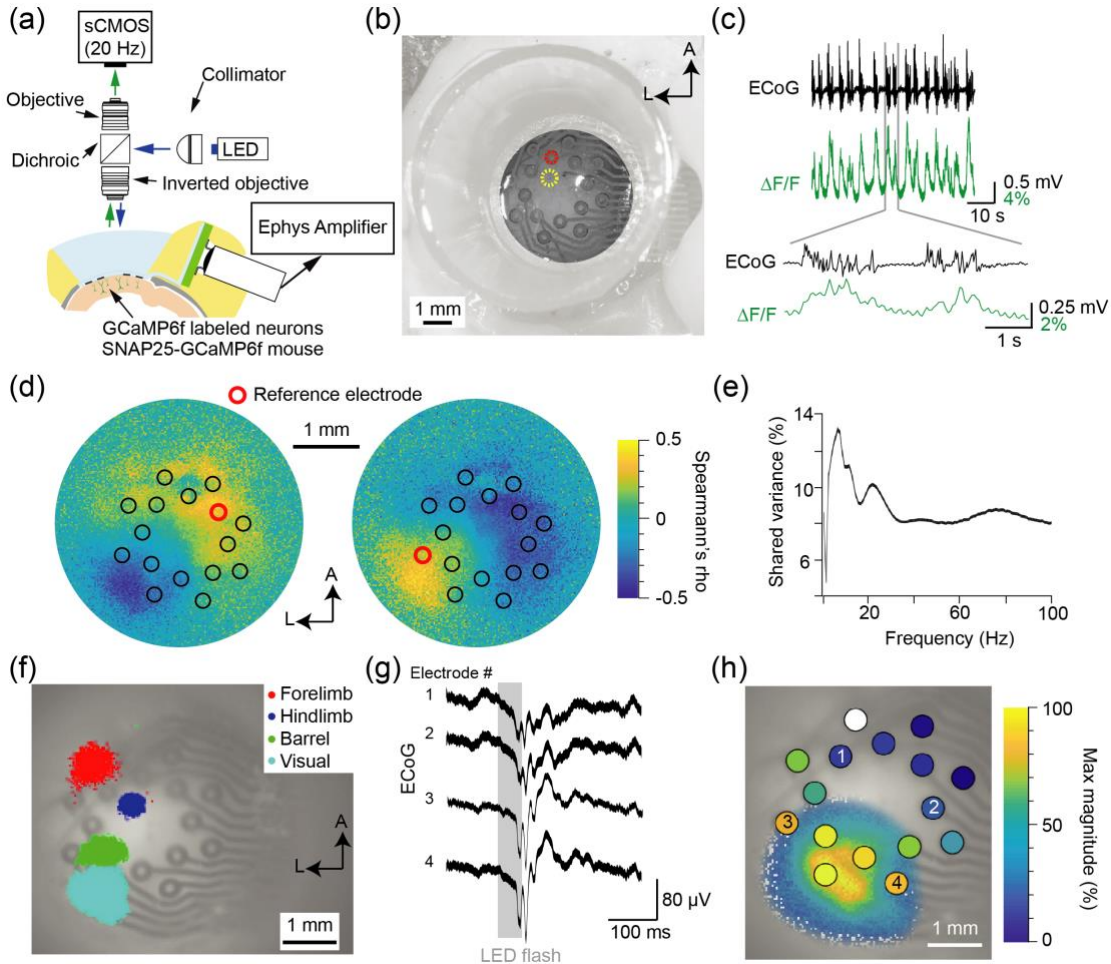 (a)
sCMOS
(20 Hz)
Collimator
Objective
Dichroic
LED
Inverted objective
Ephys Amplifier
GCaMP6f labeled neurons
SNAP25-GCaMP6f mouse
(b)
A
L
1 mm
(c)
ECoG
ΔF/F
0.5 mV
4%
10 s
ECoG
ΔF/F
0.25 mV
2%
1 s
(d)
Reference electrode
1 mm
A
L
0.5
0
-0.5
Spearmann's rho
(e)
Shared variance (%)
14
10
6
20
60
100
Frequency (Hz)
(f)
Forelimb
Hindlimb
Barrel
Visual
A
L
1 mm
(g)
Electrode #
1
2
3
4
ECoG
80 µV
100 ms
LED flash
(h)
1
2
3
4
1 mm
100
50
0
Max magnitude (%)